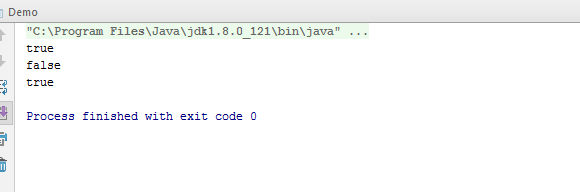 Demo
"C:\Program Files\Java\jdk1.8.0_121\bin\java" ...
true
false
true
Process finished with exit code 0